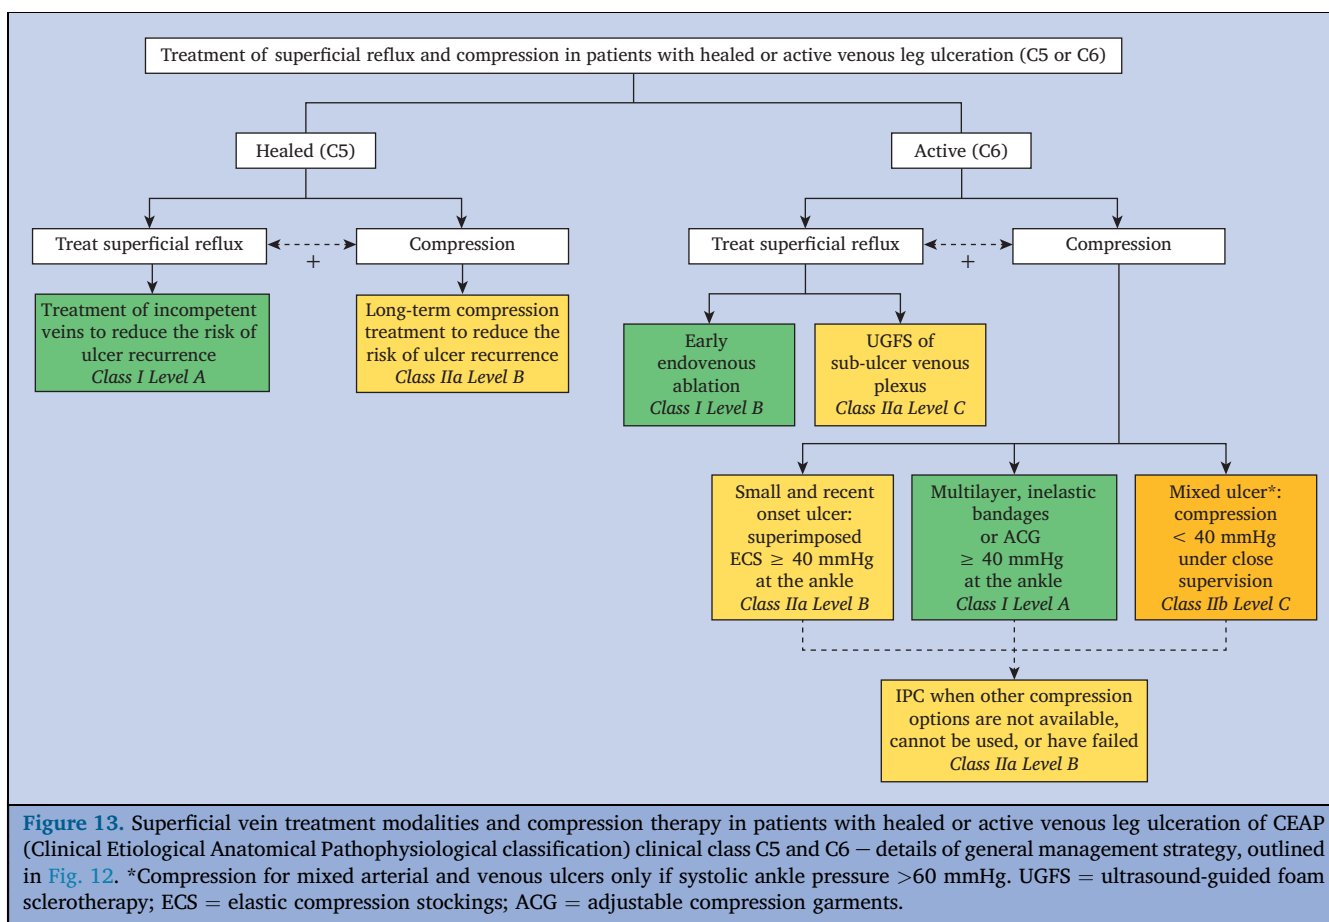 Treatment of superficial reflux and compression in patients with healed or active venous leg ulceration (C5 or C6)
Healed (C5)
Active (C6)
Treat superficial reflux
+
Compression
Treat superficial reflux
+
Compression
Treatment of incompetent
veins to reduce the risk of
ulcer recurrence
Class I Level A
Long-term compression
treatment to reduce the
risk of ulcer recurrence
Class IIa Level B
Early
endovenous
ablation
Class I Level B
UGFS of
sub-ulcer venous
plexus
Class IIa Level C
Small and recent
onset ulcer:
superimposed
ECS ≥ 40 mmHg
at the ankle
Class IIa Level B
Multilayer, inelastic
bandages
or ACG
≥ 40 mmHg
at the ankle
Class I Level A
Mixed ulcer*:
compression
< 40 mmHg
under close
supervision
Class IIb Level C
IPC when other compression
options are not available,
cannot be used, or have failed
Class IIa Level B
Figure 13. Superficial vein treatment modalities and compression therapy in patients with healed or active venous leg ulceration of CEAP
(Clinical Etiological Anatomical Pathophysiological classification) clinical class C5 and C6 – details of general management strategy, outlined
in Fig. 12. *Compression for mixed arterial and venous ulcers only if systolic ankle pressure >60 mmHg. UGFS = ultrasound-guided foam
sclerotherapy; ECS = elastic compression stockings; ACG = adjustable compression garments.